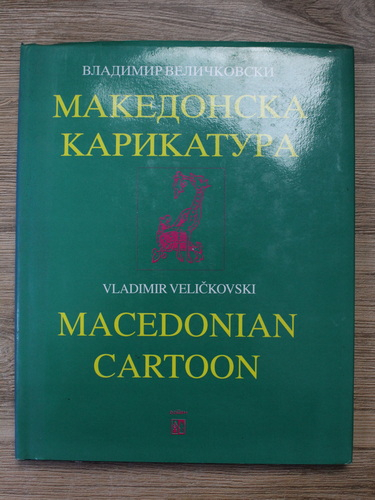 ВЛАДИМИР ВЕЛИЧКОВСКИ
МАКЕДОНСКА
КАРИКАТУРА
VLADIMIR VELIČKOVSKI
MACEDONIAN
CARTOON